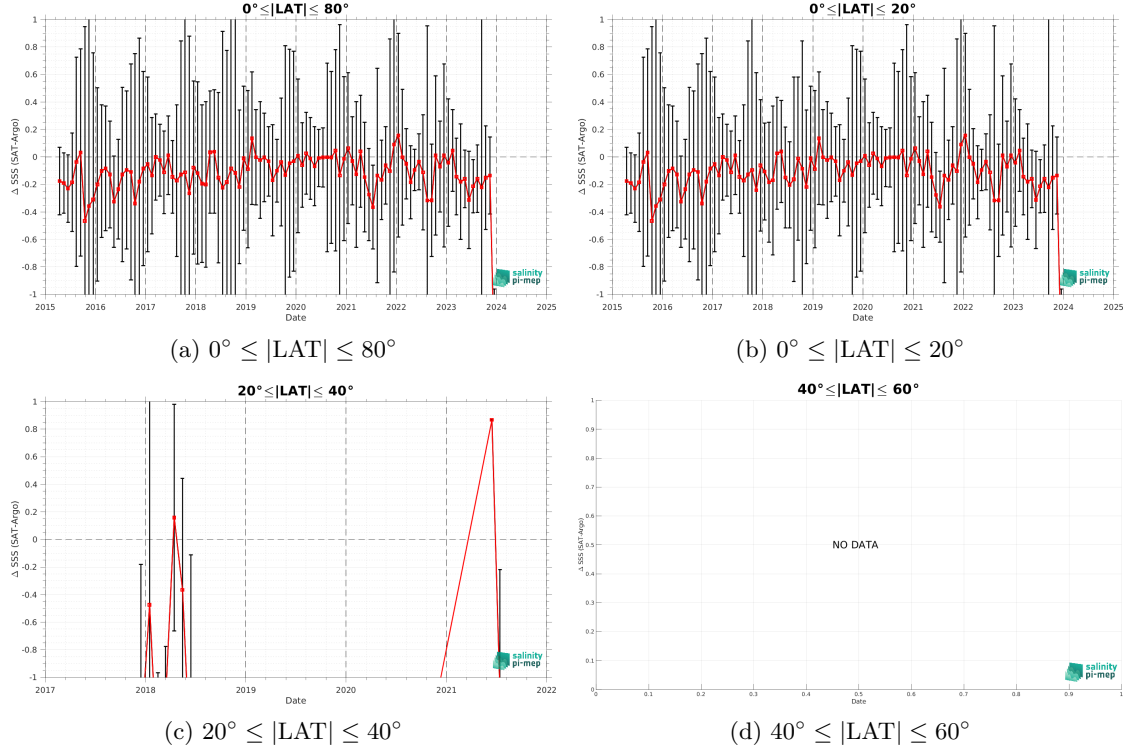 0°≤|LAT|≤ 80°
Δ SSS (SAT-Argo)
1
0.8
0.6
0.4
0.2
0
-0.2
-0.4
-0.6
-0.8
-1
2015 2016 2017 2018 2019 2020 2021 2022 2023 2024 2025
Date
salinity
pi-mep
(a) 0° ≤ |LAT| ≤ 80°
0°≤|LAT|≤ 20°
Δ SSS (SAT-Argo)
1
0.8
0.6
0.4
0.2
0
-0.2
-0.4
-0.6
-0.8
-1
2015 2016 2017 2018 2019 2020 2021 2022 2023 2024 2025
Date
salinity
pi-mep
(b) 0° ≤ |LAT| ≤ 20°
20°≤|LAT|≤ 40°
Δ SSS (SAT-Argo)
1
0.8
0.6
0.4
0.2
0
-0.2
-0.4
-0.6
-0.8
-1
2017 2018 2019 2020 2021 2022
Date
salinity
pi-mep
(c) 20° ≤ |LAT| ≤ 40°
40°≤|LAT|≤ 60°
Δ SSS (SAT-Argo)
1
0.9
0.8
0.7
0.6
0.5
0.4
0.3
0.2
0.1
0
NO DATA
0 0.1 0.2 0.3 0.4 0.5 0.6 0.7 0.8 0.9 1
Date
salinity
pi-mep
(d) 40° ≤ |LAT| ≤ 60°